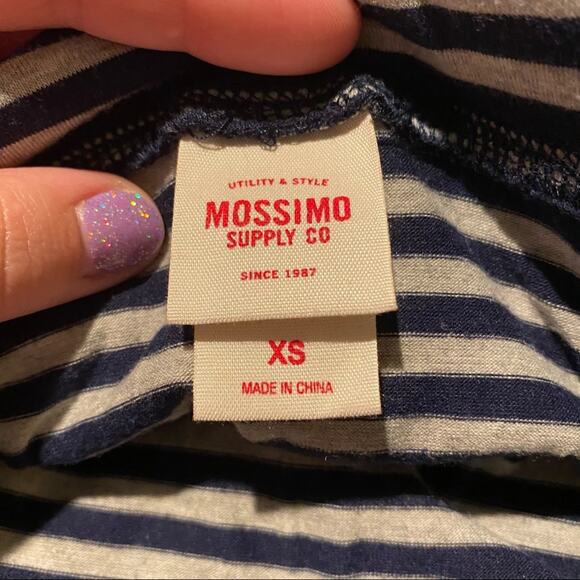 UTILITY & STYLE
MOSSIMO
SUPPLY CO
SINCE 1987
XS
MADE IN CHINA